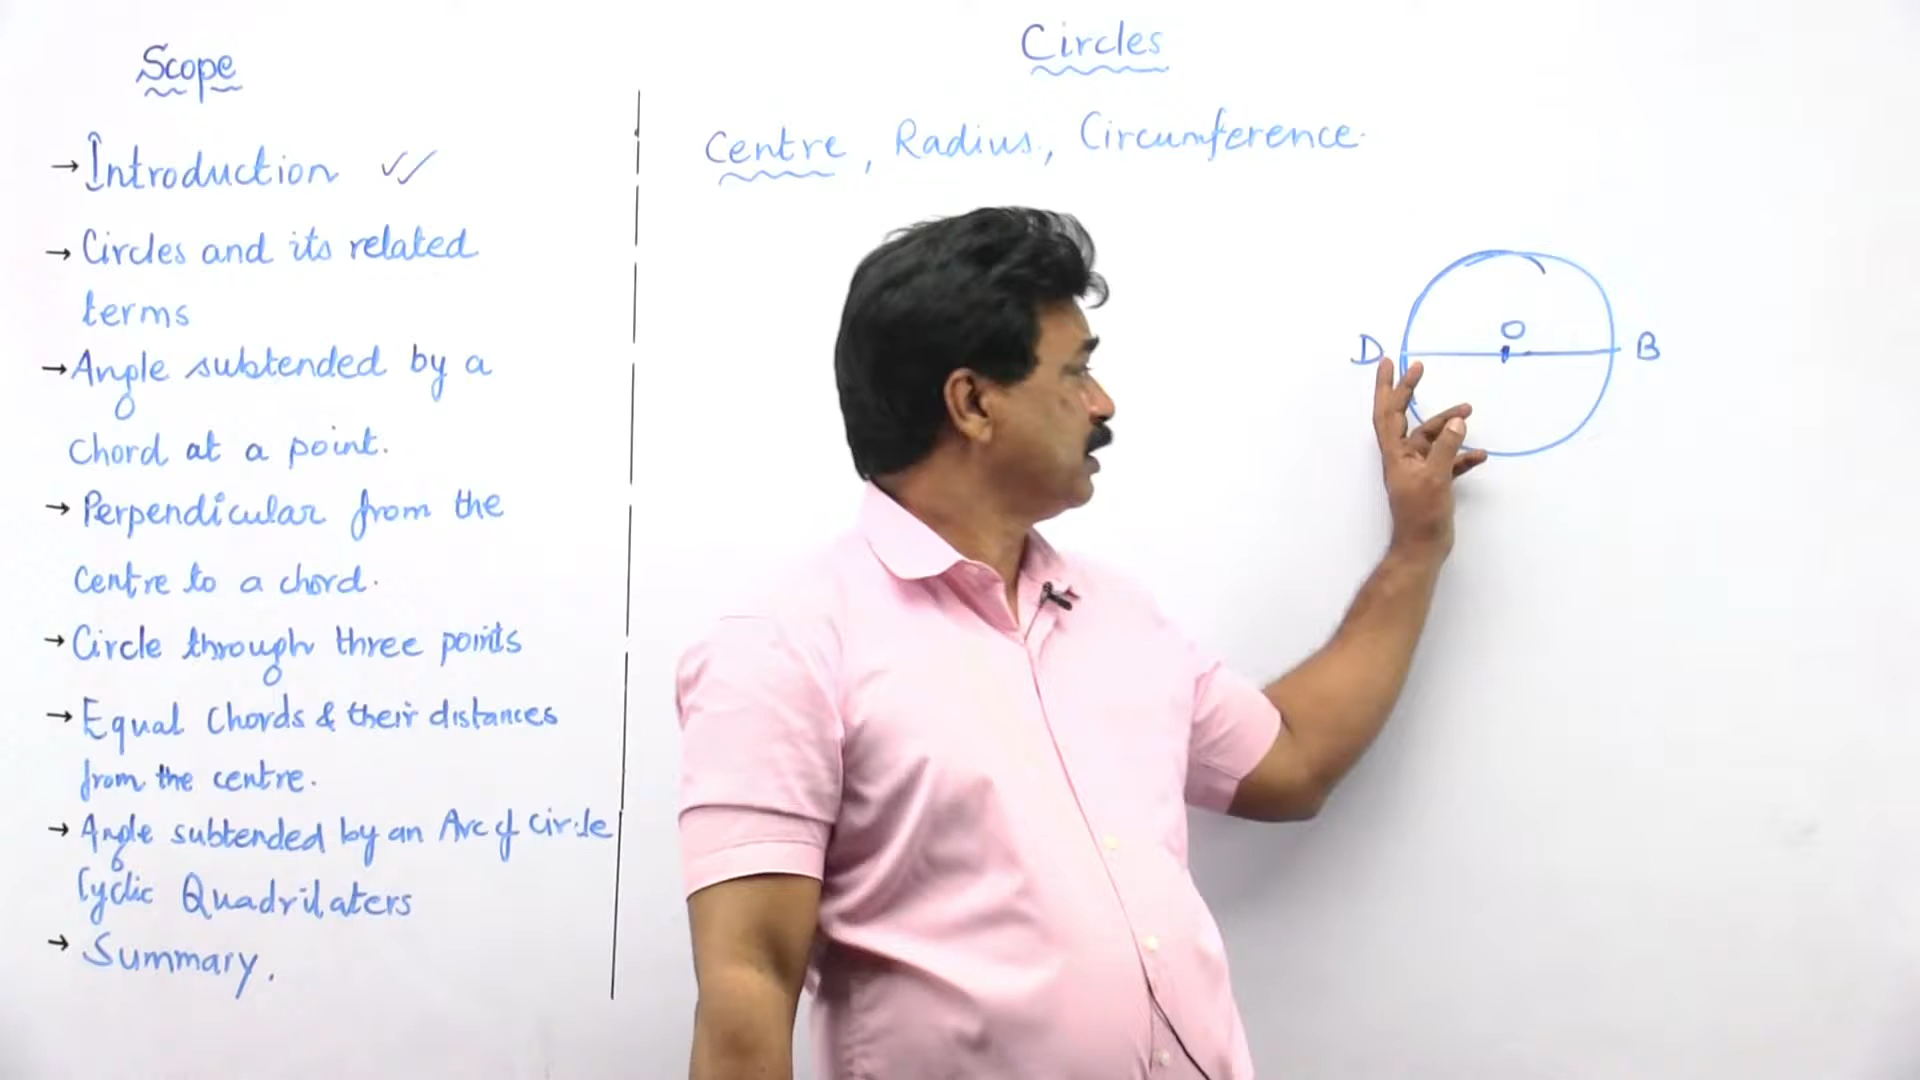 Scope
→ Introduction ✓✓
→ Circles and its related
terms
→ Angle subtended by a
Chord at a point.
→ Perpendicular from the
Centre to a chord.
→ Circle through three points
→ Equal Chords & their distances
from the centre.
→ Angle subtended by an Arc of Circle
Cyclic Quadrilaters
→ Summary.
Circles
Centre, Radius, Circumference.
O
D
B